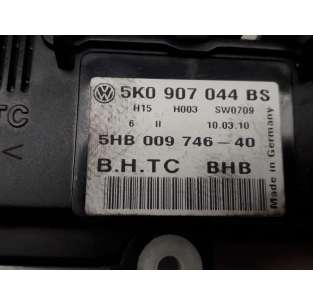 5K0 907 044 BS
H15 H003 SW0709
6 II 10.03.10
5HB 009 746-40
B.H.TC BHB
Made in Germany
TC
<